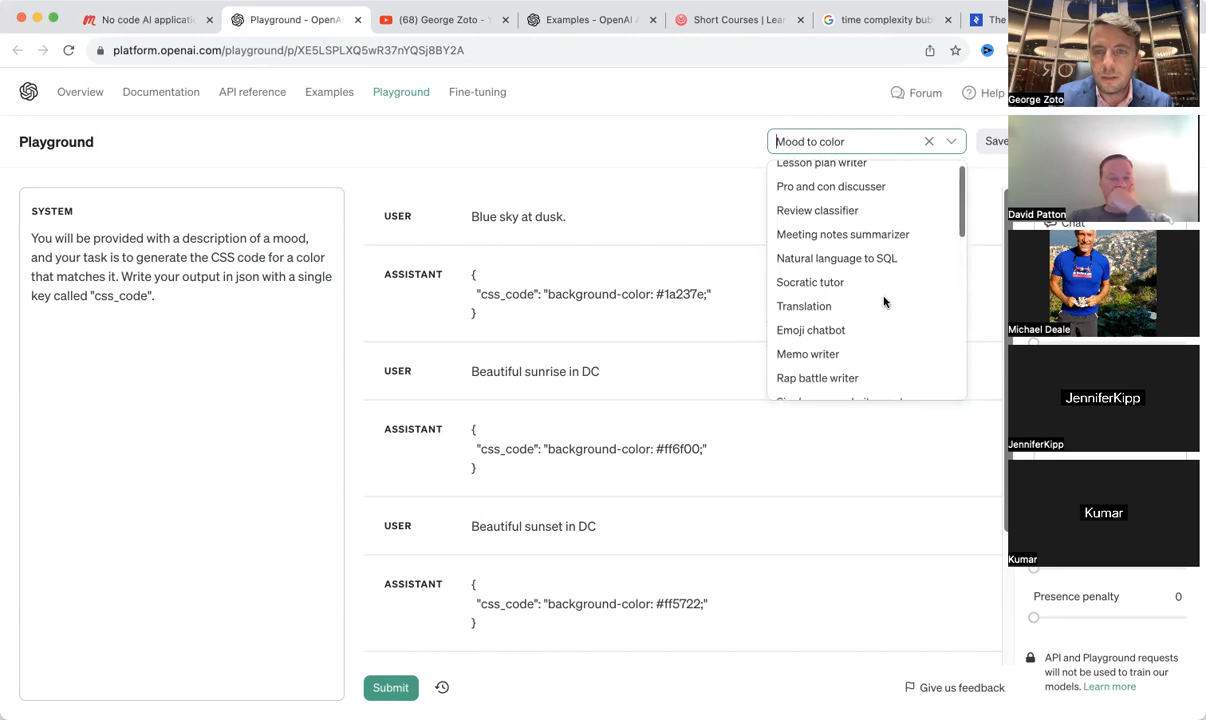 No code AI applicati
Playground - OpenAI
(68) George Zoto - Y
Examples - OpenAI A
Short Courses | Lear
time complexity bub
The
platform.openai.com/playground/p/XE5LSPLXQ5wR37nYQSj8BY2A
Overview
Documentation
API reference
Examples
Playground
Fine-tuning
Forum
Help
Playground
Mood to color
Save
Lesson plan writer
Pro and con discusser
Review classifier
Meeting notes summarizer
Natural language to SQL
Socratic tutor
Translation
Emoji chatbot
Memo writer
Rap battle writer
SYSTEM
You will be provided with a description of a mood,
and your task is to generate the CSS code for a color
that matches it. Write your output in json with a single
key called "css_code".
USER
Blue sky at dusk.
ASSISTANT
{
"css_code": "background-color: #1a237e;"
}
USER
Beautiful sunrise in DC
ASSISTANT
{
"css_code": "background-color: #ff6f00;"
}
USER
Beautiful sunset in DC
ASSISTANT
{
"css_code": "background-color: #ff5722;"
}
Submit
Give us feedback
George Zoto
David Patton
Chat
Michael Deale
JenniferKipp
JenniferKipp
Kumar
Kumar
Presence penalty
0
API and Playground requests
will not be used to train our
models. Learn more